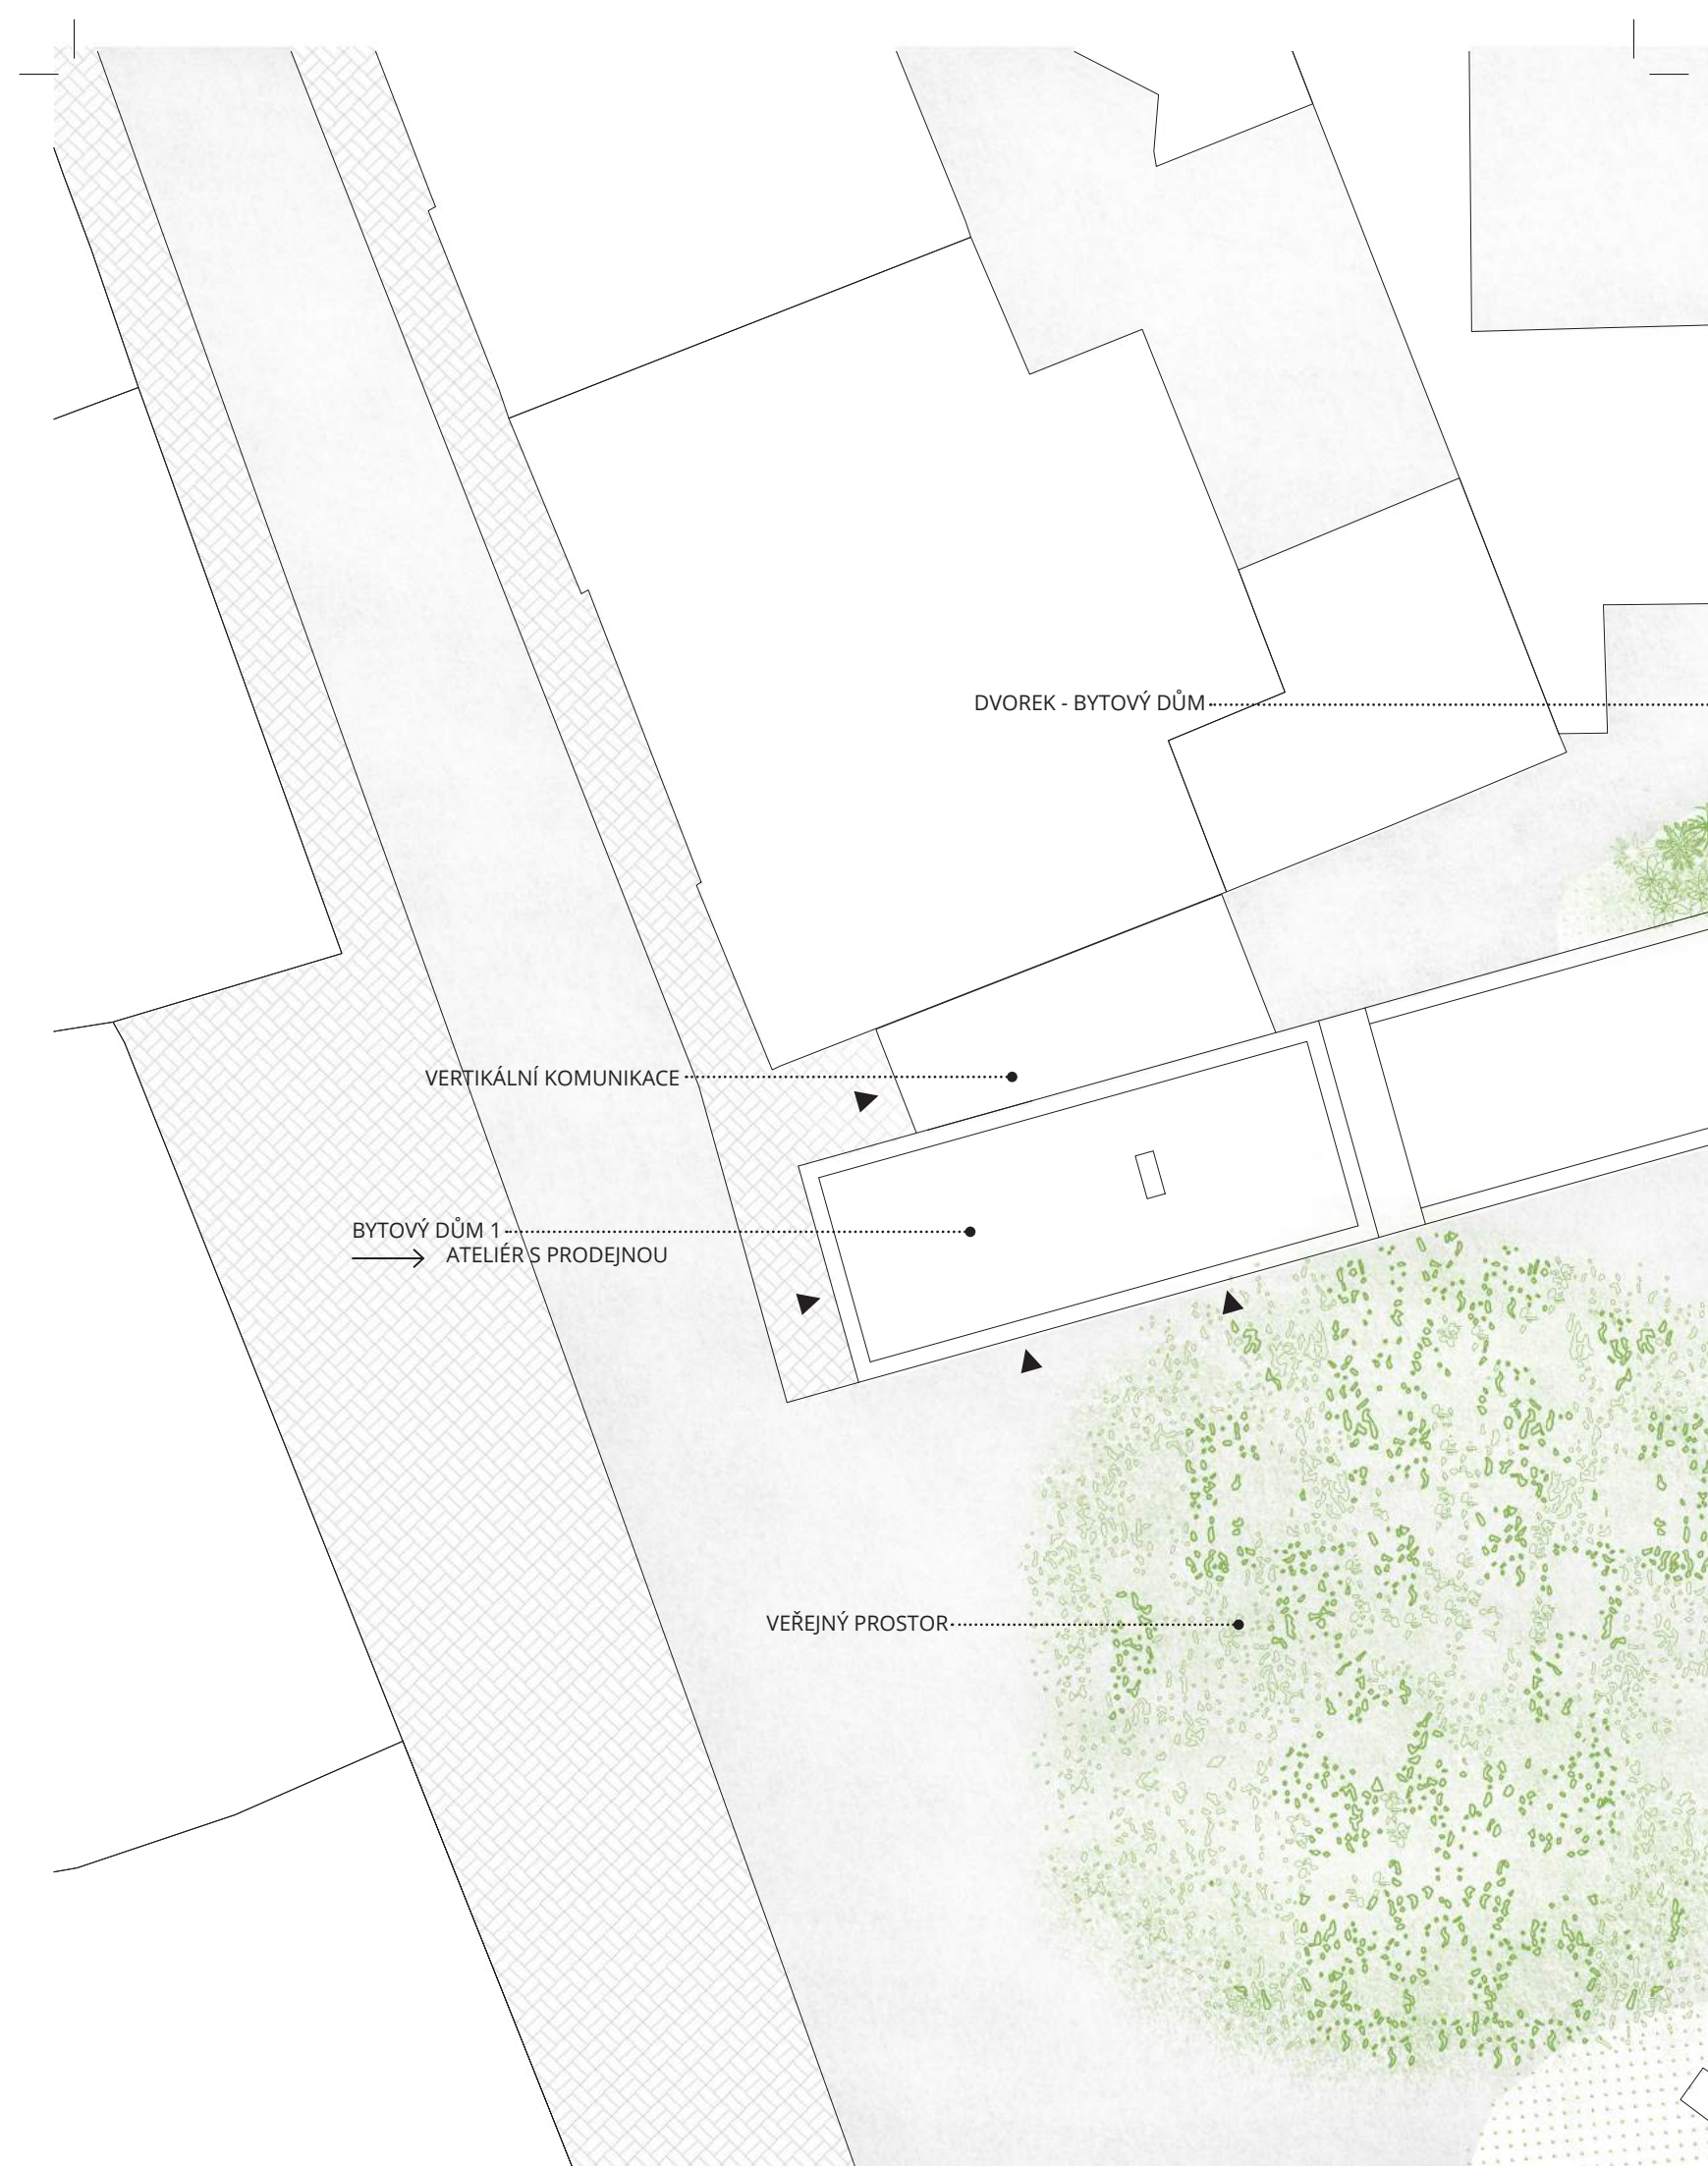 DVOREK - BYTOVÝ DŮM
VERTIKÁLNÍ KOMUNIKACE
BYTOVÝ DŮM 1
ATELIÉR S PRODEJNOU
VEŘEJNÝ PROSTOR